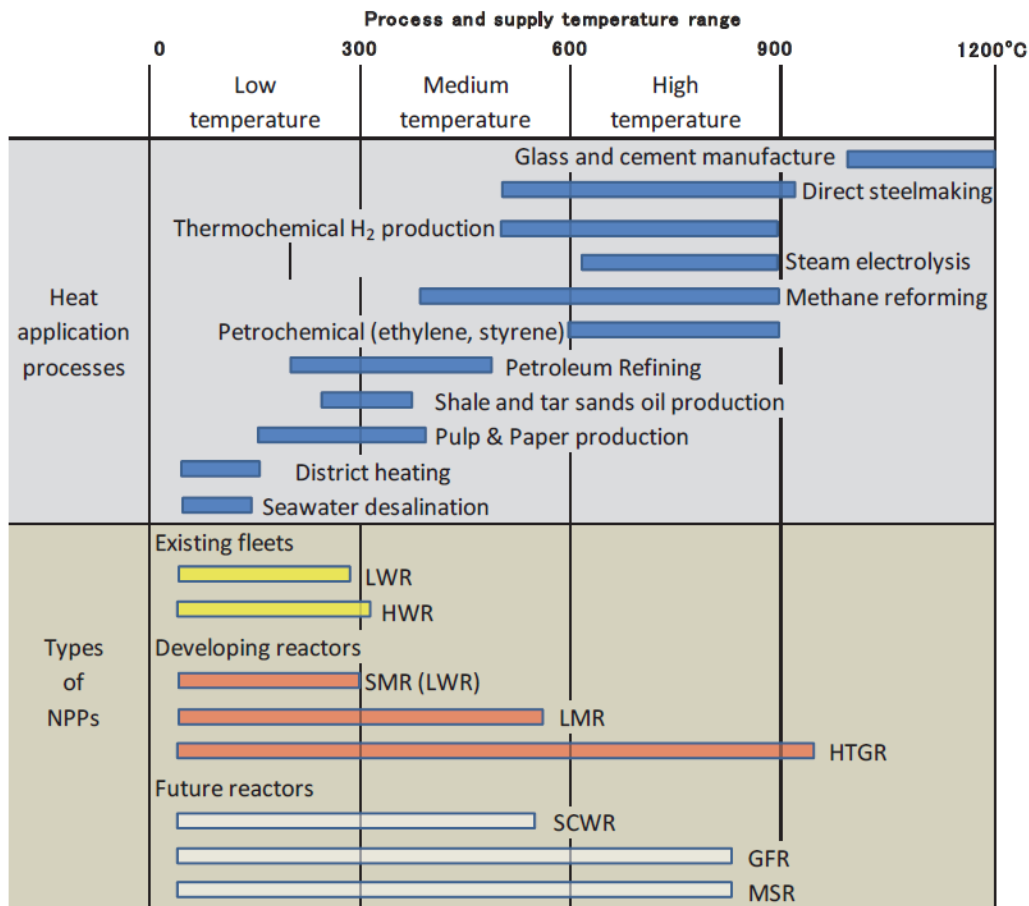 Process and supply temperature range
0 300 600 900 1200°C
Low temperature
Medium temperature
High temperature
Heat application processes
Glass and cement manufacture
Direct steelmaking
Thermochemical H₂ production
Steam electrolysis
Methane reforming
Petrochemical (ethylene, styrene)
Petroleum Refining
Shale and tar sands oil production
Pulp & Paper production
District heating
Seawater desalination
Types of NPPs
Existing fleets
LWR
HWR
Developing reactors
SMR (LWR)
LMR
HTGR
Future reactors
SCWR
GFR
MSR